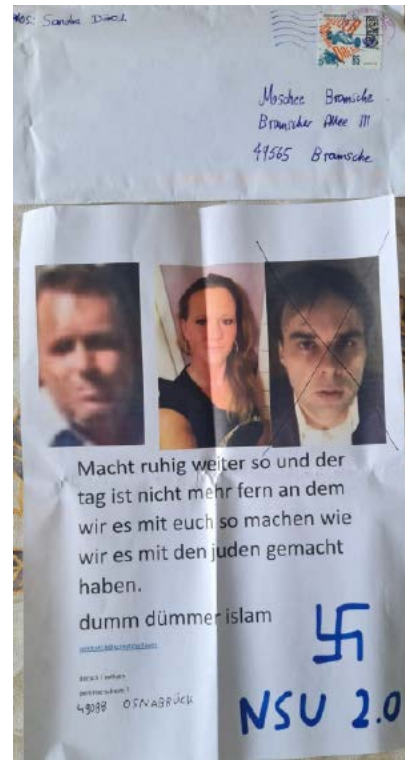 Sandra
85
Moschee Bramsche
Bramscher Allee 111
49565 Bramsche
Macht ruhig weiter so und der
tag ist nicht mehr fern an dem
wir es mit euch so machen wie
wir es mit den juden gemacht
haben.
dumm dümmer islam
49088 OSNABRÜCK
NSU 2.0